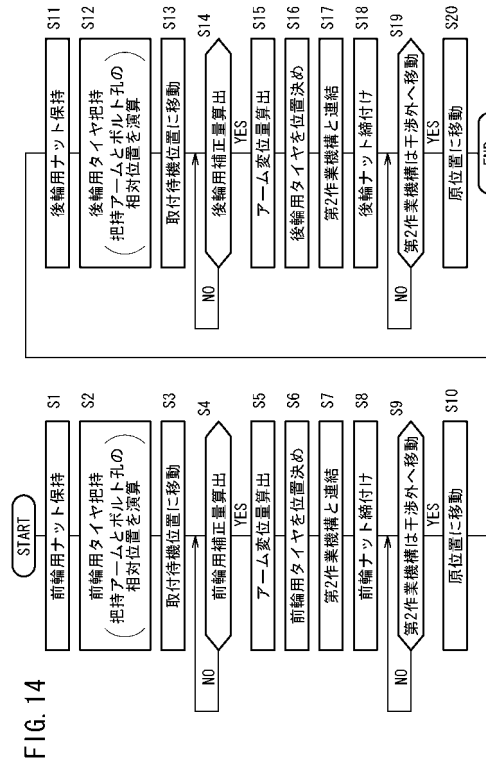 FIG. 14
START
前輪用ナット保持
S1
前輪用タイヤ把持
(把持アームとボルト孔の
相対位置を演算)
S2
取付待機位置に移動
S3
前輪用補正量算出
S4
NO
YES
アーム変位量算出
S5
前輪用タイヤを位置決め
S6
第2作業機構と連結
S7
前輪ナット締付け
S8
第2作業機構は干渉外へ移動
S9
NO
YES
原位置に移動
S10
後輪用ナット保持
S11
後輪用タイヤ把持
(把持アームとボルト孔の
相対位置を演算)
S12
取付待機位置に移動
S13
後輪用補正量算出
S14
NO
YES
アーム変位量算出
S15
後輪用タイヤを位置決め
S16
第2作業機構と連結
S17
後輪ナット締付け
S18
第2作業機構は干渉外へ移動
S19
NO
YES
原位置に移動
S20
END